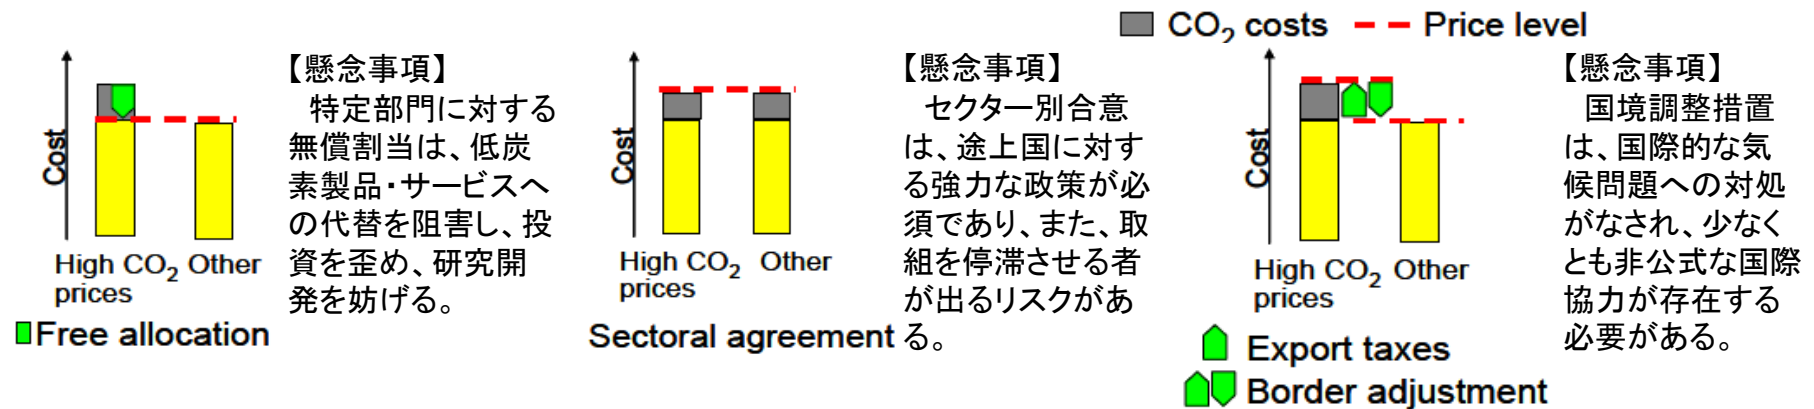 CO₂ costs Price level
Cost
High CO₂ Other
prices
Free allocation
【懸念事項】
特定部門に対する
無償割当は、低炭
素製品・サービスへ
の代替を阻害し、投
資を歪め、研究開
発を妨げる。
Cost
High CO₂ Other
prices
Sectoral agreement
【懸念事項】
セクター別合意
は、途上国に対す
る強力な政策が必
須であり、また、取
組を停滞させる者
が出るリスクがあ
る。
Cost
High CO₂ Other
prices
Export taxes
Border adjustment
【懸念事項】
国境調整措置
は、国際的な気
候問題への対処
がなされ、少なく
とも非公式な国際
協力が存在する
必要がある。